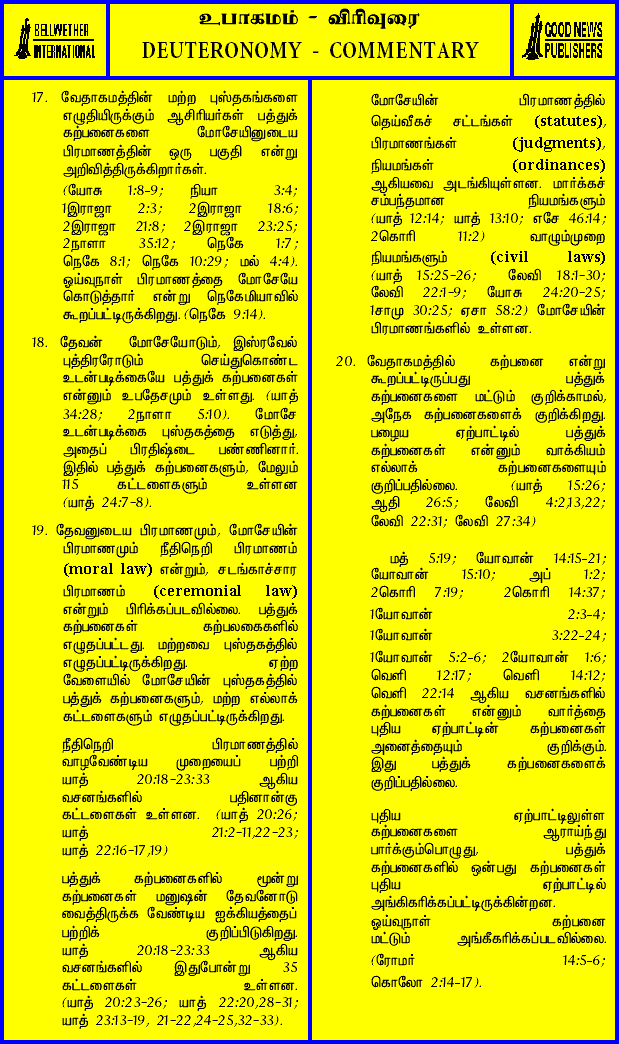 BELLWETHER
INTERNATIONAL
உபாகமம் - விரிவுரை
DEUTERONOMY - COMMENTARY
GOOD NEWS
PUBLISHERS
17. வேதாகமத்தின் மற்ற புஸ்தகங்களை
எழுதியிருக்கும் ஆசிரியர்கள் பத்துக்
கற்பனைகளை மோசேயினுடைய
பிரமாணத்தின் ஒரு பகுதி என்று
அறிவித்திருக்கிறார்கள்.
(யோசு 1:8-9; நியா 3:4;
1இராஜா 2:3; 2இராஜா 18:6;
2இராஜா 21:8; 2இராஜா 23:25;
2நாளா 35:12; நெகே 1:7;
நெகே 8:1; நெகே 10:29; மல் 4:4).
ஓய்வுநாள் பிரமாணத்தை மோசேயே
கொடுத்தார் என்று நெகேமியாவில்
கூறப்பட்டிருக்கிறது. (நெகே 9:14).
18. தேவன் மோசேயோடும், இஸ்ரவேல்
புத்திரரோடும் செய்துகொண்ட
உடன்படிக்கையே பத்துக் கற்பனைகள்
என்னும் உபதேசமும் உள்ளது. (யாத்
34:28; 2நாளா 5:10). மோசே
உடன்படிக்கை புஸ்தகத்தை எடுத்து,
அதைப் பிரதிஷ்டை பண்ணினார்.
இதில் பத்துக் கற்பனைகளும், மேலும்
115 கட்டளைகளும் உள்ளன
(யாத் 24:7-8).
19. தேவனுடைய பிரமாணமும், மோசேயின்
பிரமாணமும் நீதிநெறி பிரமாணம்
(moral law) என்றும், சடங்காச்சார
பிரமாணம் (ceremonial law)
என்றும் பிரிக்கப்படவில்லை. பத்துக்
கற்பனைகள் கற்பலகைகளில்
எழுதப்பட்டது. மற்றவை புஸ்தகத்தில்
எழுதப்பட்டிருக்கிறது. ஏற்ற
வேளையில் மோசேயின் புஸ்தகத்தில்
பத்துக் கற்பனைகளும், மற்ற எல்லாக்
கட்டளைகளும் எழுதப்பட்டிருக்கிறது.
நீதிநெறி பிரமாணத்தில்
வாழவேண்டிய முறையைப் பற்றி
யாத் 20:18-23:33 ஆகிய
வசனங்களில் பதினான்கு
கட்டளைகள் உள்ளன. (யாத் 20:26;
யாத் 21:2-11,22-23;
யாத் 22:16-17,19)
பத்துக் கற்பனைகளில் மூன்று
கற்பனைகள் மனுஷன் தேவனோடு
வைத்திருக்க வேண்டிய ஐக்கியத்தைப்
பற்றிக் குறிப்பிடுகிறது.
யாத் 20:18-23:33 ஆகிய
வசனங்களில் இதுபோன்று 35
கட்டளைகள் உள்ளன.
(யாத் 20:23-26; யாத் 22:20,28-31;
யாத் 23:13-19, 21-22,24-25,32-33).
மோசேயின் பிரமாணத்தில்
தெய்வீகச் சட்டங்கள் (statutes),
பிரமாணங்கள் (judgments),
நியமங்கள் (ordinances)
ஆகியவை அடங்கியுள்ளன. மார்க்கச்
சம்பந்தமான நியமங்களும்
(யாத் 12:14; யாத் 13:10; எசே 46:14;
2கொரி 11:2) வாழும்முறை
நியமங்களும் (civil laws)
(யாத் 15:25-26; லேவி 18:1-30;
லேவி 22:1-9; யோசு 24:20-25;
1சாமு 30:25; ஏசா 58:2) மோசேயின்
பிரமாணங்களில் உள்ளன.
20. வேதாகமத்தில் கற்பனை என்று
கூறப்பட்டிருப்பது பத்துக்
கற்பனைகளை மட்டும் குறிக்காமல்,
அநேக கற்பனைகளைக் குறிக்கிறது.
பழைய ஏற்பாட்டில் பத்துக்
கற்பனைகள் என்னும் வாக்கியம்
எல்லாக் கற்பனைகளையும்
குறிப்பதில்லை. (யாத் 15:26;
ஆதி 26:5; லேவி 4:2,13,22;
லேவி 22:31; லேவி 27:34)
மத் 5:19; யோவான் 14:15-21;
யோவான் 15:10; அப் 1:2;
2கொரி 7:19; 2கொரி 14:37;
1யோவான் 2:3-4;
1யோவான் 3:22-24;
1யோவான் 5:2-6; 2யோவான் 1:6;
வெளி 12:17; வெளி 14:12;
வெளி 22:14 ஆகிய வசனங்களில்
கற்பனைகள் என்னும் வார்த்தை
புதிய ஏற்பாட்டின் கற்பனைகள்
அனைத்தையும் குறிக்கும்.
இது பத்துக் கற்பனைகளைக்
குறிப்பதில்லை.
புதிய ஏற்பாட்டிலுள்ள
கற்பனைகளை ஆராய்ந்து
பார்க்கும்பொழுது, பத்துக்
கற்பனைகளில் ஒன்பது கற்பனைகள்
புதிய ஏற்பாட்டில்
அங்கிகரிக்கப்பட்டிருக்கின்றன.
ஓய்வுநாள் கற்பனை
மட்டும் அங்கீகரிக்கப்படவில்லை.
(ரோமர் 14:5-6;
கொலோ 2:14-17).